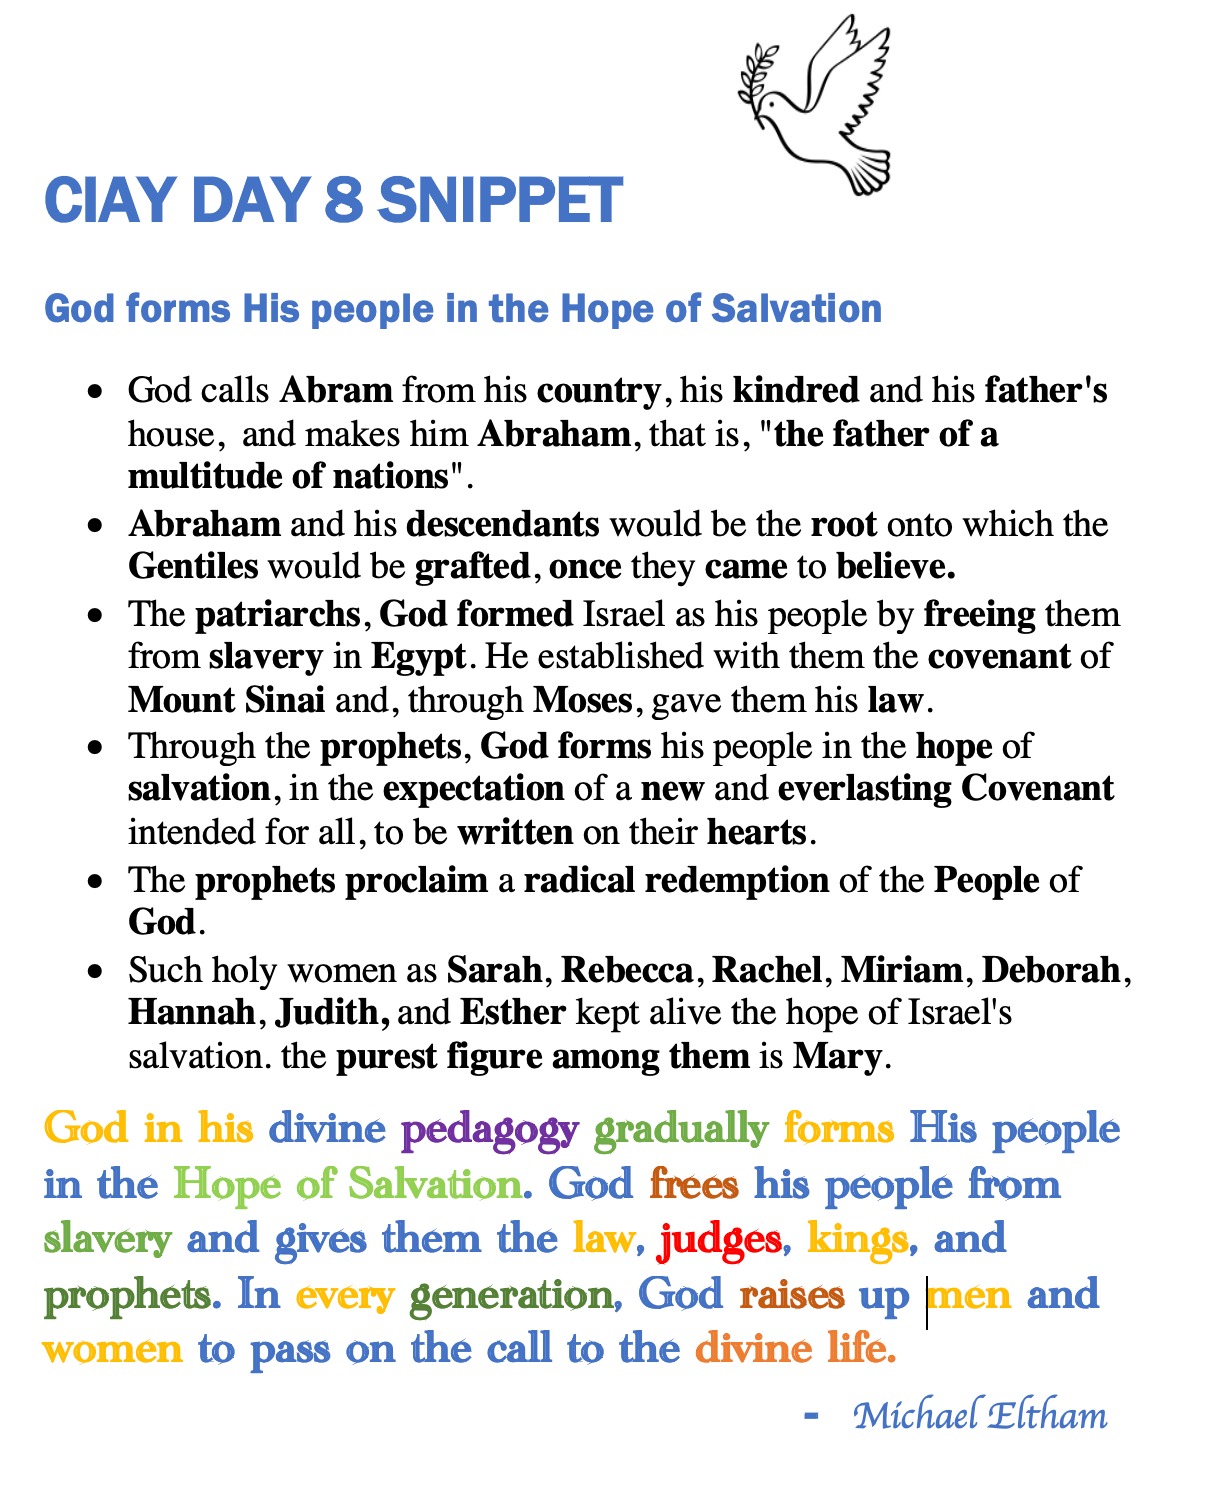 CIAY DAY 8 SNIPPET
God forms His people in the Hope of Salvation
• God calls Abram from his country, his kindred and his father's
house,  and makes him Abraham, that is, "the father of a
multitude of nations".
• Abraham and his descendants would be the root onto which the
Gentiles would be grafted, once they came to believe.
• The patriarchs, God formed Israel as his people by freeing them
from slavery in Egypt. He established with them the covenant of
Mount Sinai and, through Moses, gave them his law.
• Through the prophets, God forms his people in the hope of
salvation, in the expectation of a new and everlasting Covenant
intended for all, to be written on their hearts.
• The prophets proclaim a radical redemption of the People of
God.
• Such holy women as Sarah, Rebecca, Rachel, Miriam, Deborah,
Hannah, Judith, and Esther kept alive the hope of Israel's
salvation. the purest figure among them is Mary.
God in his divine pedagogy gradually forms His people
in the Hope of Salvation. God frees his people from
slavery and gives them the law, judges, kings, and
prophets. In every generation, God raises up men and
women to pass on the call to the divine life.
- Michael Eltham